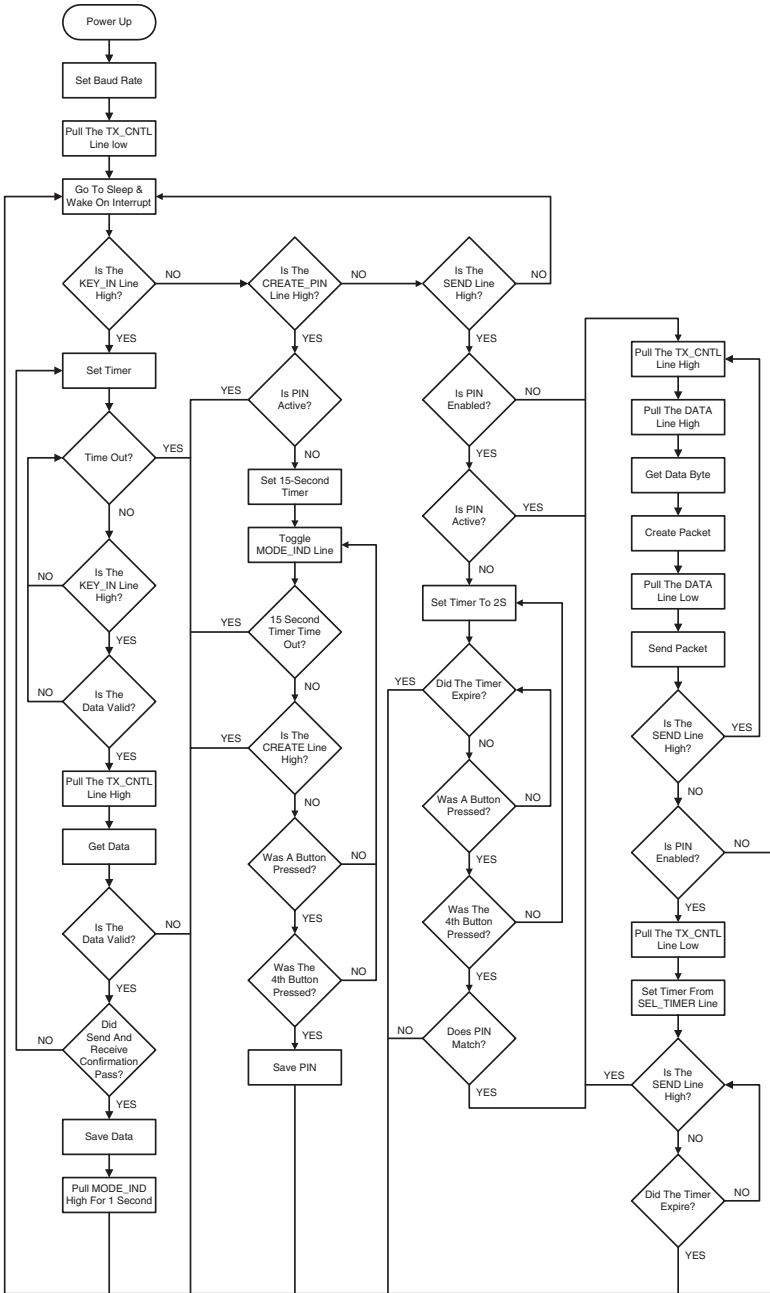 Power Up
Set Baud Rate
Pull The TX_CNTL
Line low
Go To Sleep &
Wake On Interrupt
Is The
KEY_IN Line
High?
NO
YES
Set Timer
Time Out?
YES
NO
Is The
KEY_IN Line
High?
NO
YES
Is The
Data Valid?
NO
YES
Pull The TX_CNTL
Line High
Get Data
Is The
Data Valid?
NO
YES
Did
Send And
Receive
Confirmation
Pass?
NO
YES
Save Data
Pull MODE_IND
High For 1 Second
Is The
CREATE_PIN
Line High?
NO
YES
Is PIN
Active?
YES
NO
Set 15-Second
Timer
Toggle
MODE_IND Line
15 Second
Timer Time
Out?
YES
NO
Is The
CREATE Line
High?
YES
NO
Was A Button
Pressed?
NO
YES
Was The
4th Button
Pressed?
NO
YES
Save PIN
Is The
SEND Line
High?
NO
YES
Is PIN
Enabled?
NO
YES
Is PIN
Active?
YES
NO
Set Timer To 2S
Did The Timer
Expire?
YES
NO
Was A Button
Pressed?
NO
YES
Was The
4th Button
Pressed?
NO
YES
Does PIN
Match?
NO
YES
Pull The TX_CNTL
Line High
Pull The DATA
Line High
Get Data Byte
Create Packet
Pull The DATA
Line Low
Send Packet
Is The
SEND Line
High?
YES
NO
Is PIN
Enabled?
NO
YES
Pull The TX_CNTL
Line Low
Set Timer From
SEL_TIMER Line
Is The
SEND Line
High?
YES
NO
Did The Timer
Expire?
NO
YES